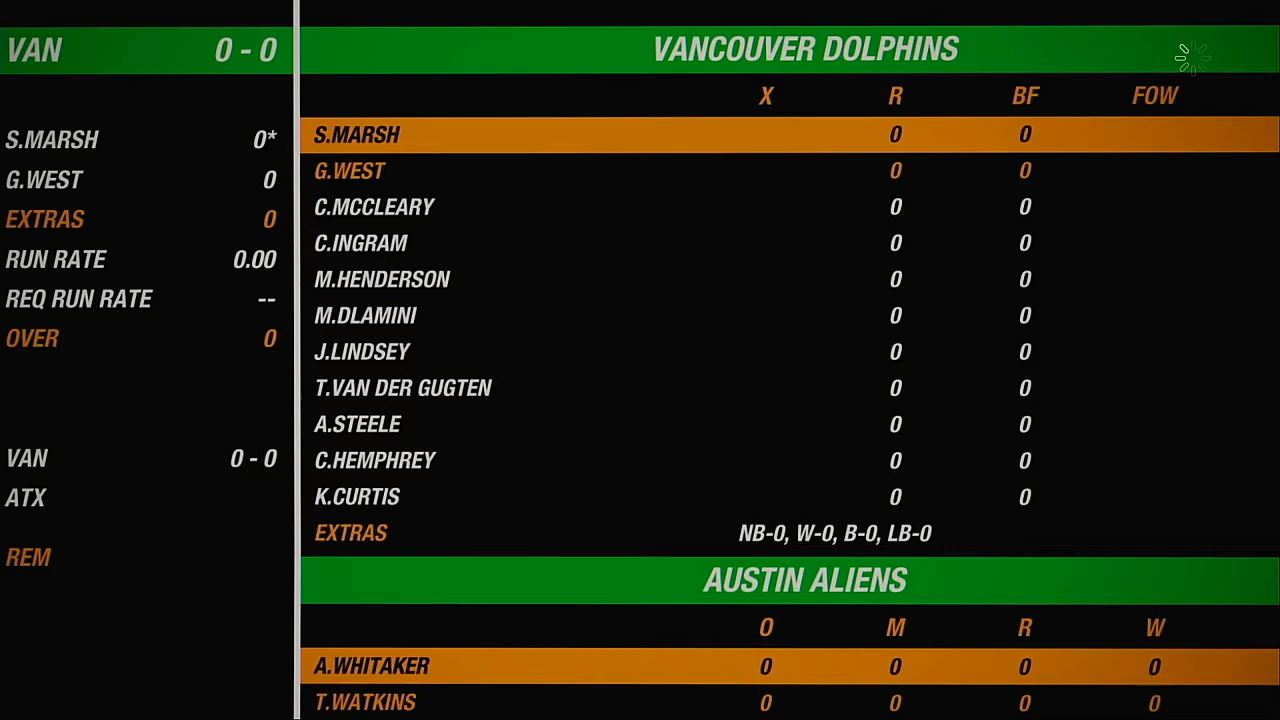 VAN 0 - 0
S.MARSH 0*
G.WEST 0
EXTRAS 0
RUN RATE 0.00
REQ RUN RATE --
OVER 0
VAN 0 - 0
ATX
REM
VANCOUVER DOLPHINS
X R BF FOW
S.MARSH 0 0
G.WEST 0 0
C.MCCLEARY 0 0
C.INGRAM 0 0
M.HENDERSON 0 0
M.DLAMINI 0 0
J.LINDSEY 0 0
T.VAN DER GUGTEN 0 0
A.STEELE 0 0
C.HEMPHREY 0 0
K.CURTIS 0 0
EXTRAS NB-0, W-0, B-0, LB-0
AUSTIN ALIENS
O M R W
A.WHITAKER 0 0 0 0
T.WATKINS 0 0 0 0